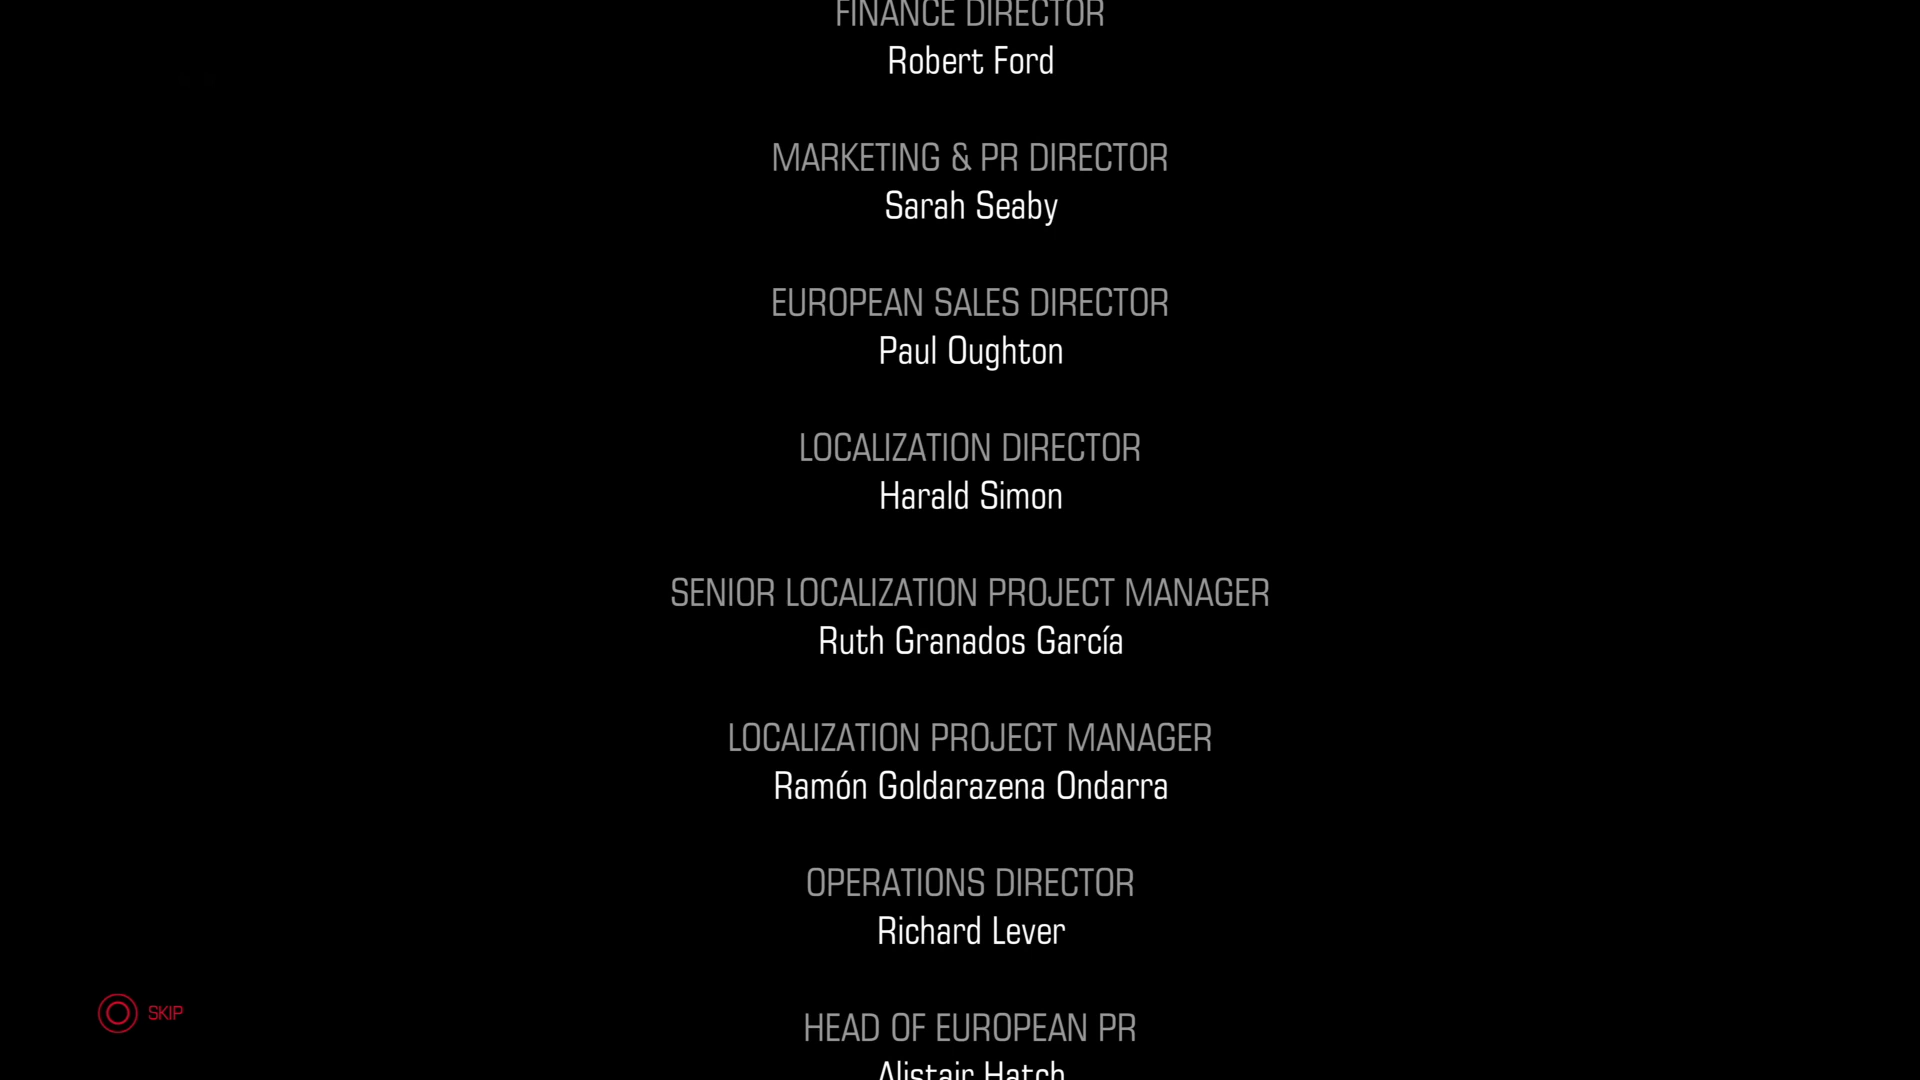 FINANCE DIRECTOR
Robert Ford
MARKETING & PR DIRECTOR
Sarah Seaby
EUROPEAN SALES DIRECTOR
Paul Oughton
LOCALIZATION DIRECTOR
Harald Simon
SENIOR LOCALIZATION PROJECT MANAGER
Ruth Granados García
LOCALIZATION PROJECT MANAGER
Ramón Goldarazena Ondarra
OPERATIONS DIRECTOR
Richard Lever
SKIP
HEAD OF EUROPEAN PR
Alistair Hatch